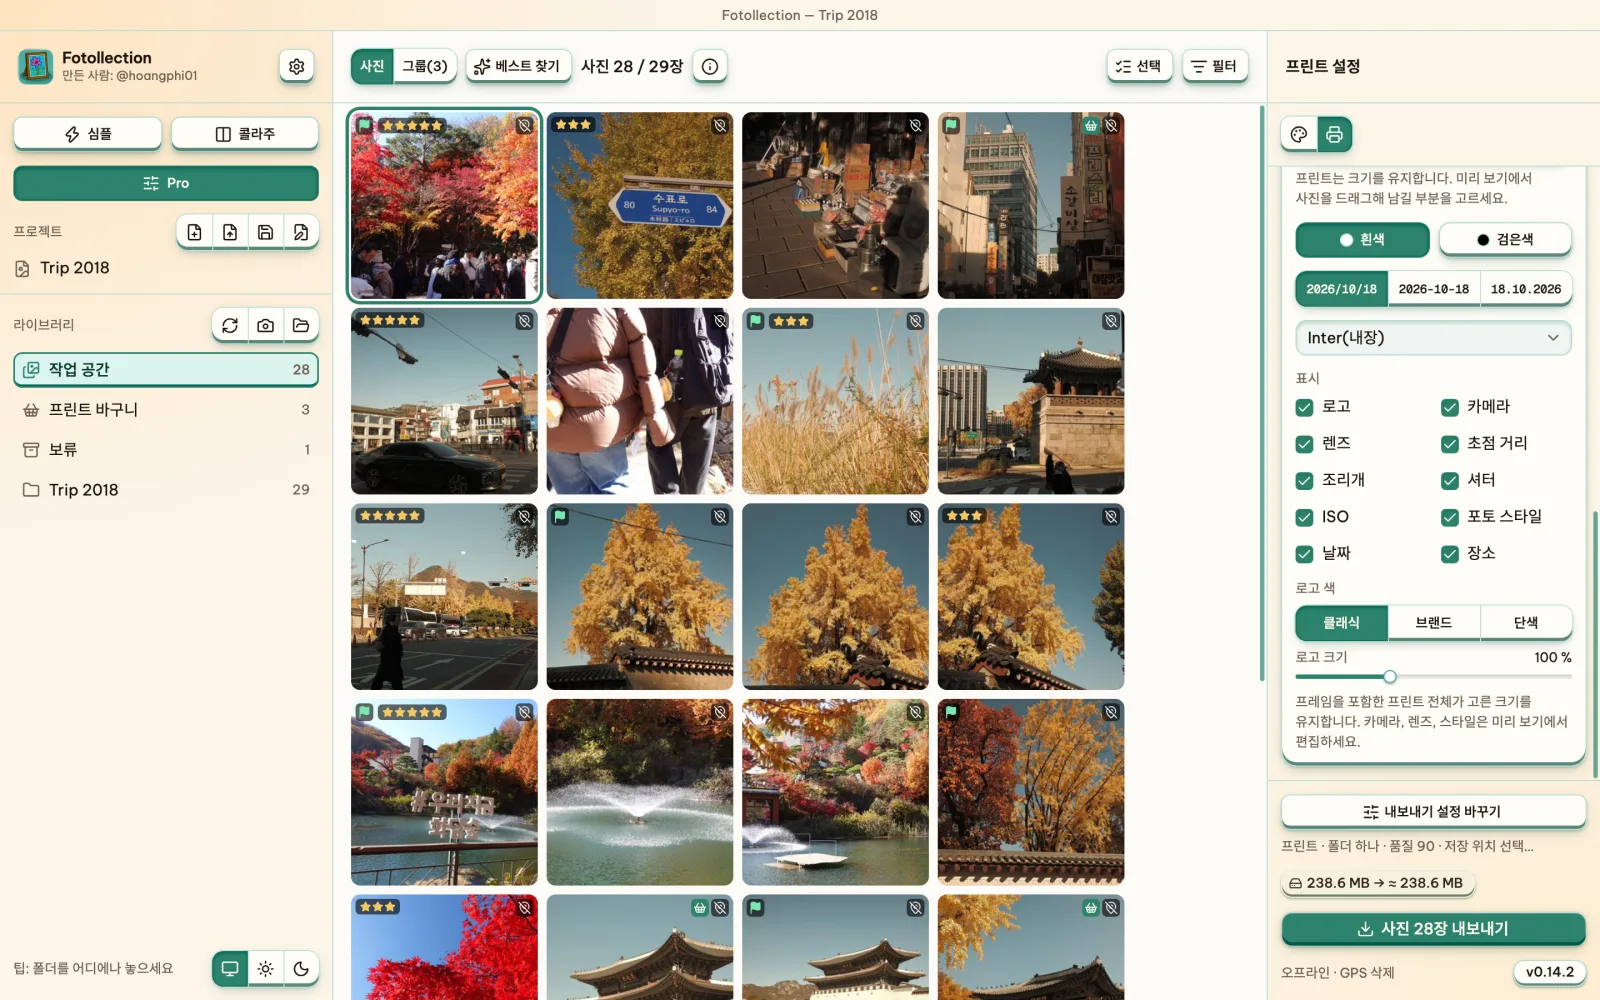 Fotollection — Trip 2018
Fotollection
만든 사람: @hoangphi01
심플
콜라주
Pro
프로젝트
Trip 2018
라이브러리
작업 공간 28
프린트 바구니 3
보류 1
Trip 2018 29
팁: 폴더를 어디에나 놓으세요
사진
그룹(3)
베스트 찾기
사진 28 / 29장
선택
필터
80 수표로 84
Supyo-ro
#우리지금
화담숲
프린트 설정
프린트는 크기를 유지합니다. 미리 보기에서
사진을 드래그해 남길 부분을 고르세요.
흰색
검은색
2026/10/18
2026-10-18
18.10.2026
Inter(내장)
표시
로고
카메라
렌즈
초점 거리
조리개
셔터
ISO
포토 스타일
날짜
장소
로고 색
클래식
브랜드
단색
로고 크기 100 %
프레임을 포함한 프린트 전체가 고른 크기를
유지합니다. 카메라, 렌즈, 스타일은 미리 보기에서
편집하세요.
내보내기 설정 바꾸기
프린트 · 폴더 하나 · 품질 90 · 저장 위치 선택...
238.6 MB → ≈ 238.6 MB
사진 28장 내보내기
오프라인 · GPS 삭제
v0.14.2